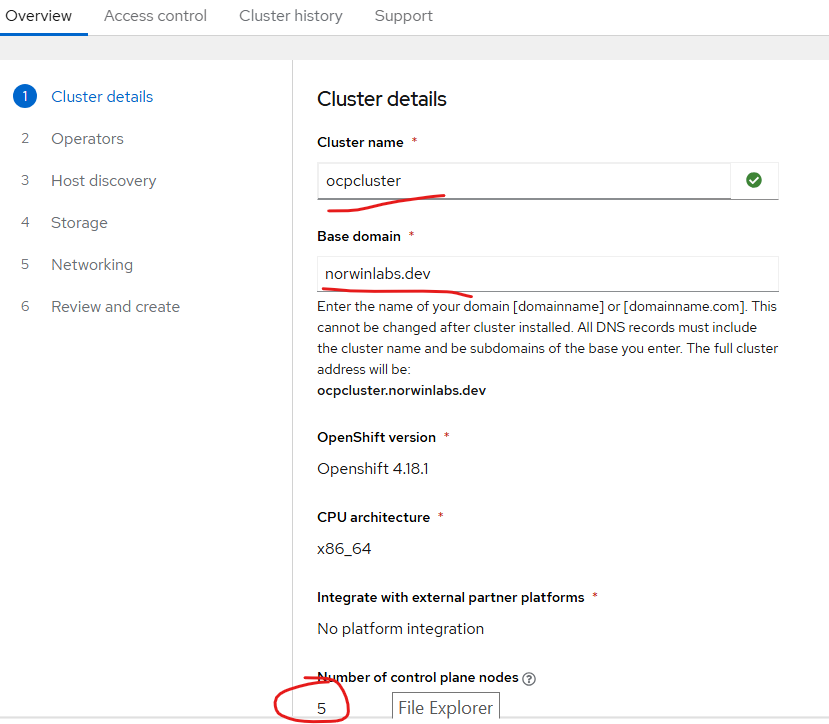 Overview Access control Cluster history Support
1 Cluster details
2 Operators
3 Host discovery
4 Storage
5 Networking
6 Review and create
Cluster details
Cluster name *
ocpcluster
Base domain *
norwinlabs.dev
Enter the name of your domain [domainname] or [domainname.com]. This
cannot be changed after cluster installed. All DNS records must include
the cluster name and be subdomains of the base you enter. The full cluster
address will be:
ocpcluster.norwinlabs.dev
OpenShift version *
Openshift 4.18.1
CPU architecture *
x86_64
Integrate with external partner platforms *
No platform integration
Number of control plane nodes ?
5
File Explorer